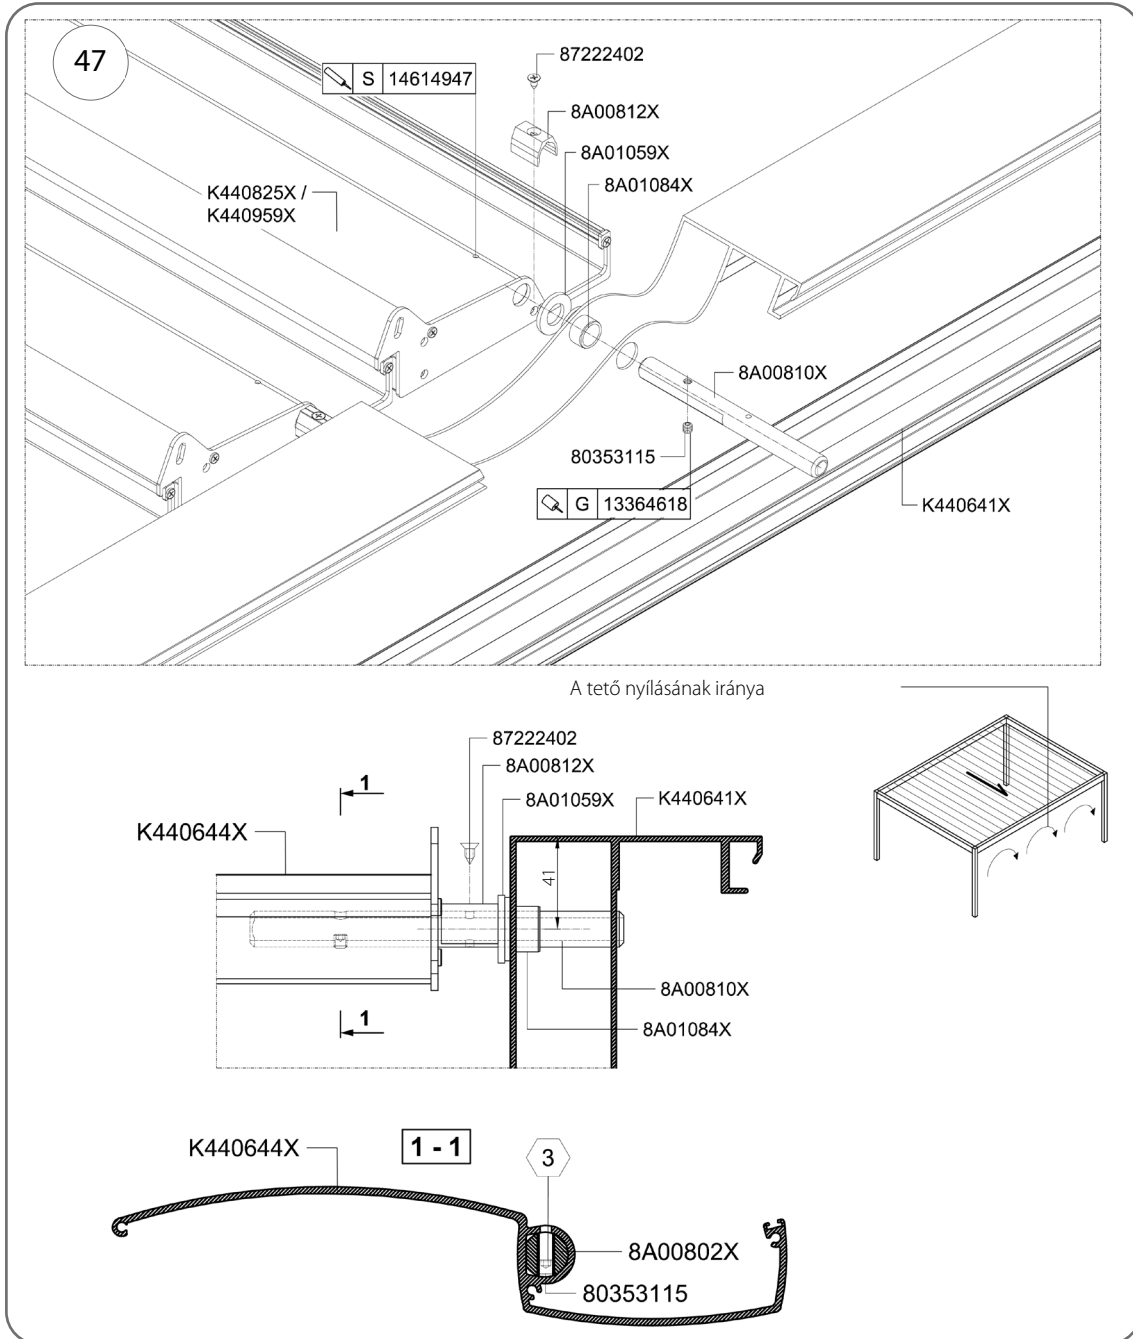 47
87222402
S 14614947
8A00812X
8A01059X
8A01084X
K440825X /
K440959X
8A00810X
80353115
G 13364618
K440641X
A tető nyílásának iránya
87222402
8A00812X
1
8A01059X
K440641X
K440644X
41
8A00810X
1
8A01084X
K440644X
1 - 1
3
8A00802X
80353115